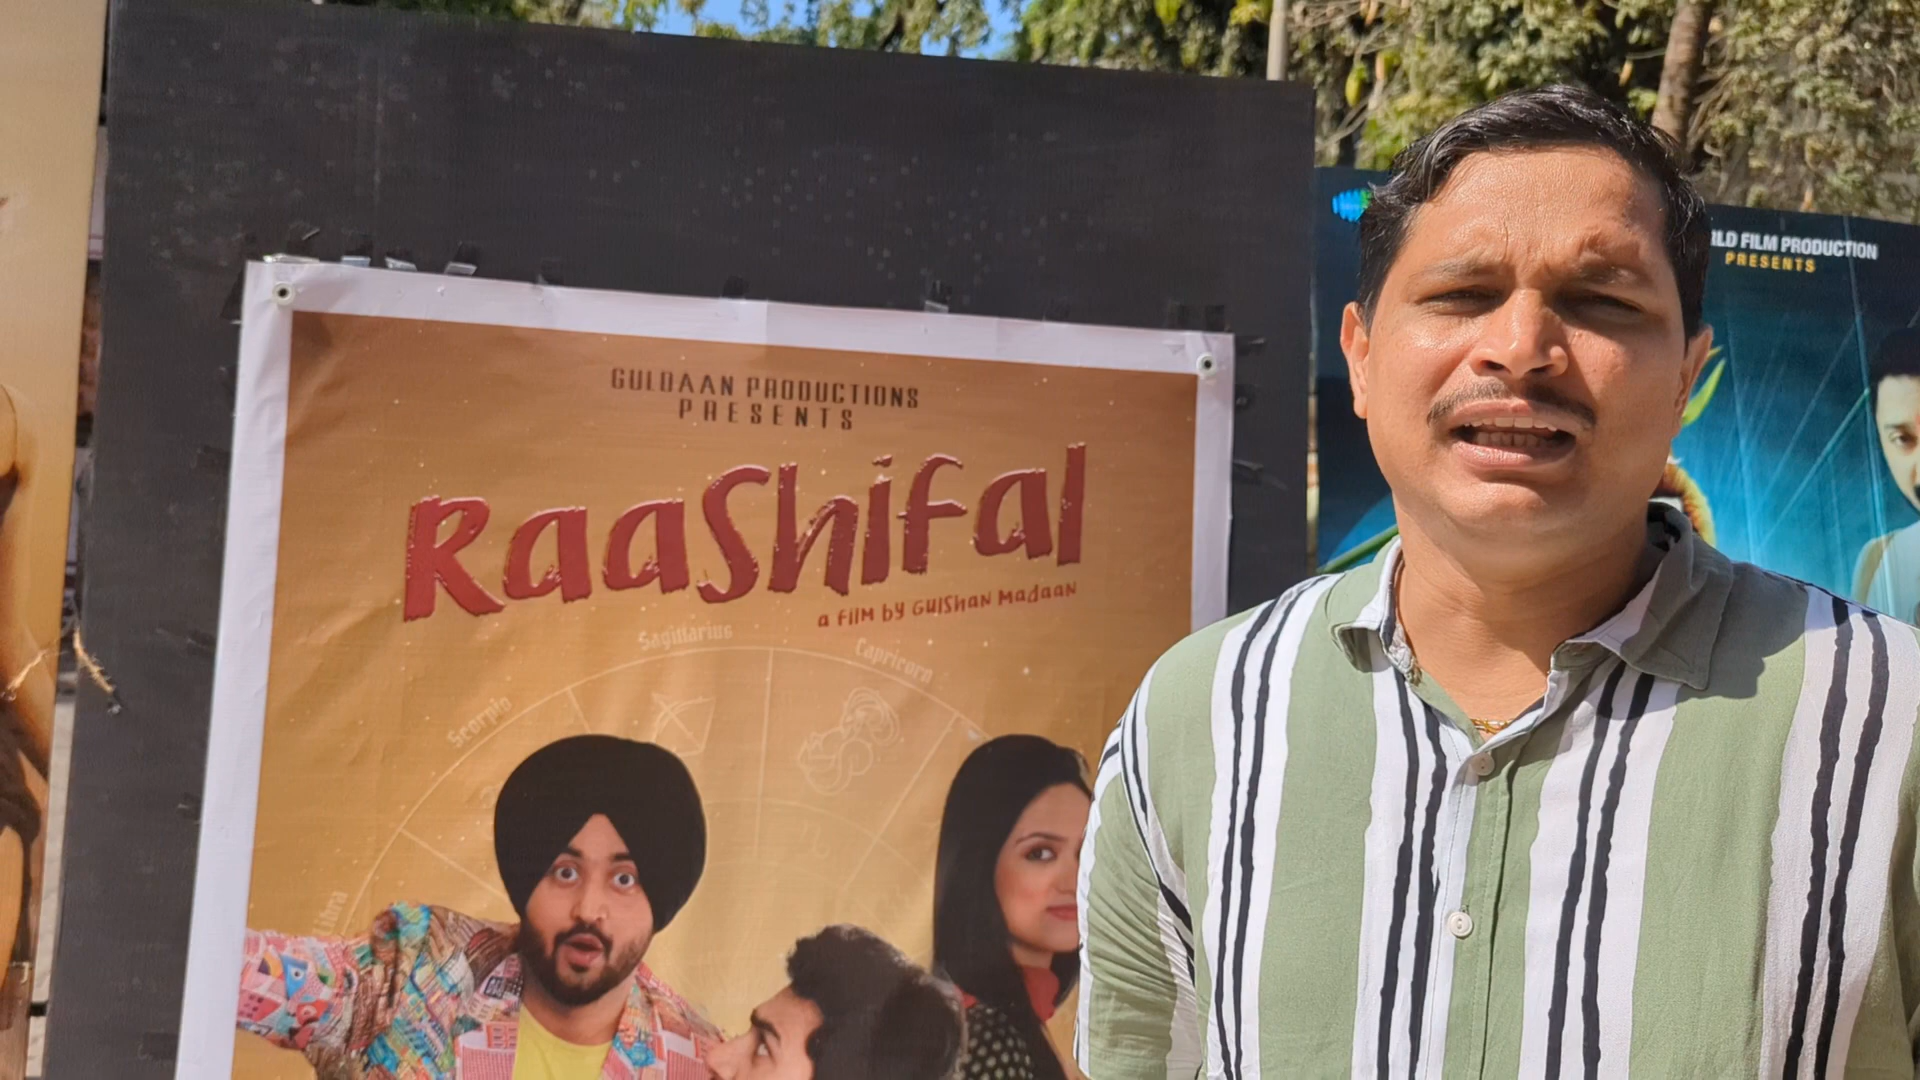 GULDAAN PRODUCTIONS
PRESENTS
Raashifal
a film by Gulshan Madaan
Sagittarius
Capricorn
Scorpio
Libra
RLD FILM PRODUCTION
PRESENTS